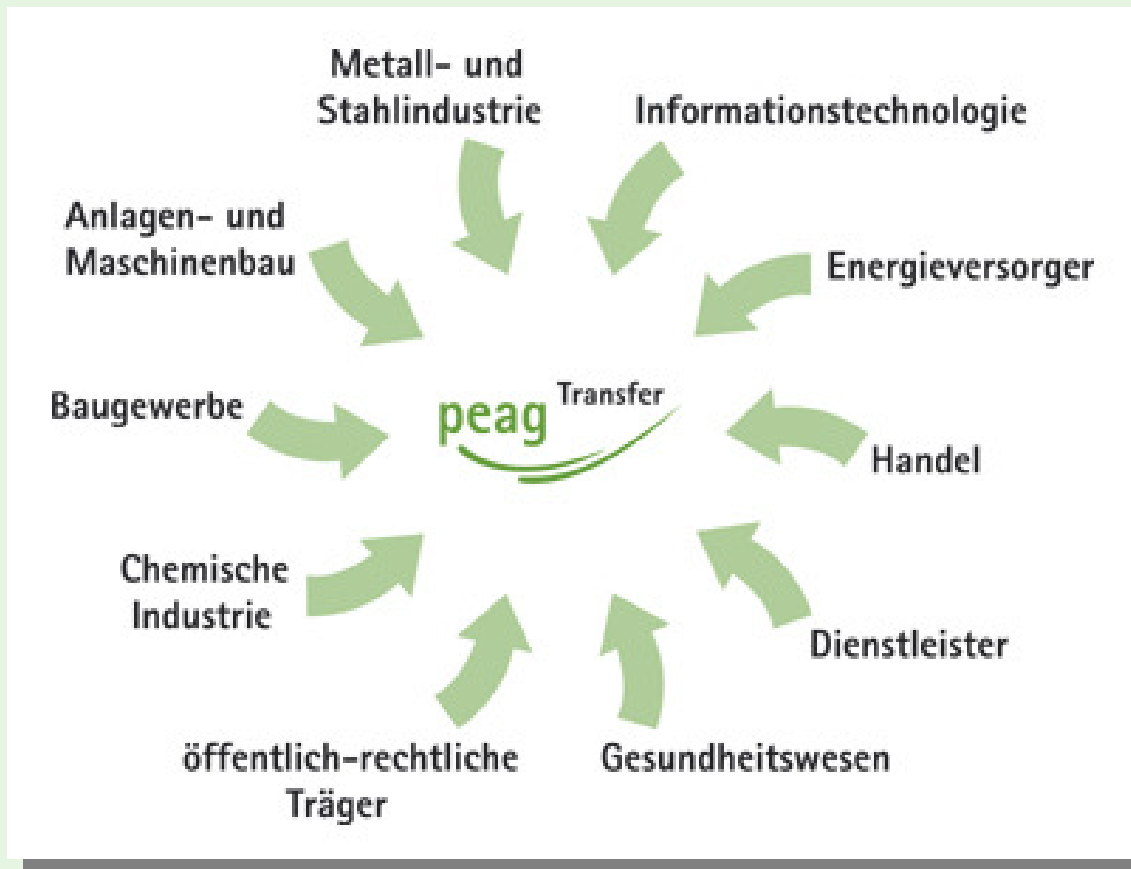 Metall- und
Stahlindustrie
Informationstechnologie
Anlagen- und
Maschinenbau
Energieversorger
Baugewerbe
peag Transfer
Handel
Chemische
Industrie
Dienstleister
öffentlich-rechtliche
Träger
Gesundheitswesen